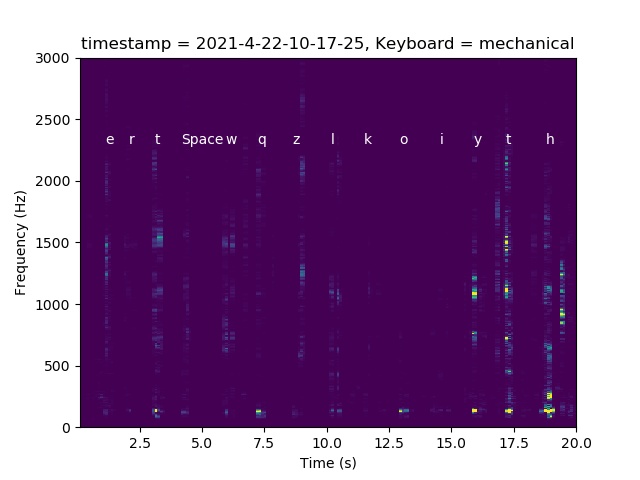 timestamp = 2021-4-22-10-17-25, Keyboard = mechanical
3000
e r t Space w q z l k o i y t h
2500
2000
1500
1000
500
0
Frequency (Hz)
2.5 5.0 7.5 10.0 12.5 15.0 17.5 20.0
Time (s)